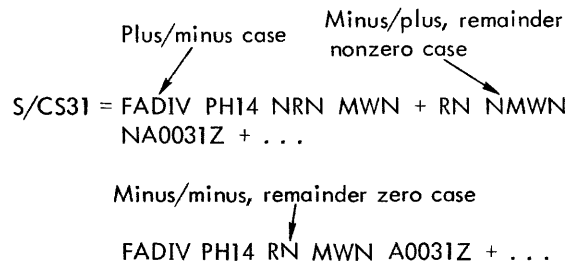 Plus/minus case
Minus/plus, remainder
nonzero case
S/CS31 = FADIV PH14 NRN MWN + RN NMWN
NA0031Z + . . .
Minus/minus, remainder zero case
FADIV PH14 RN MWN A0031Z + . . .